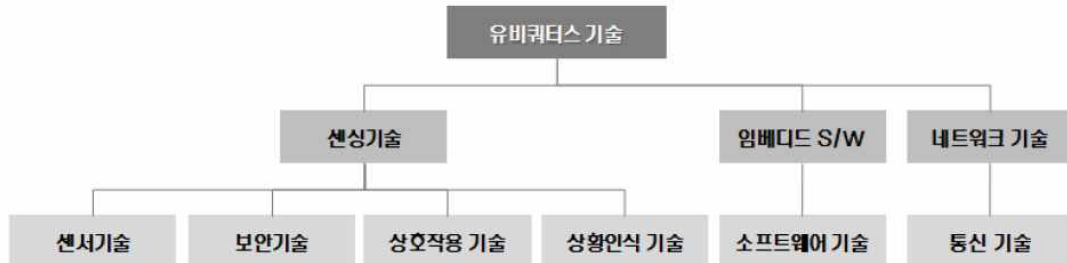 유비쿼터스 기술
센싱기술
임베디드 S/W
네트워크 기술
센서기술
보안기술
상호작용 기술
상황인식 기술
소프트웨어 기술
통신 기술